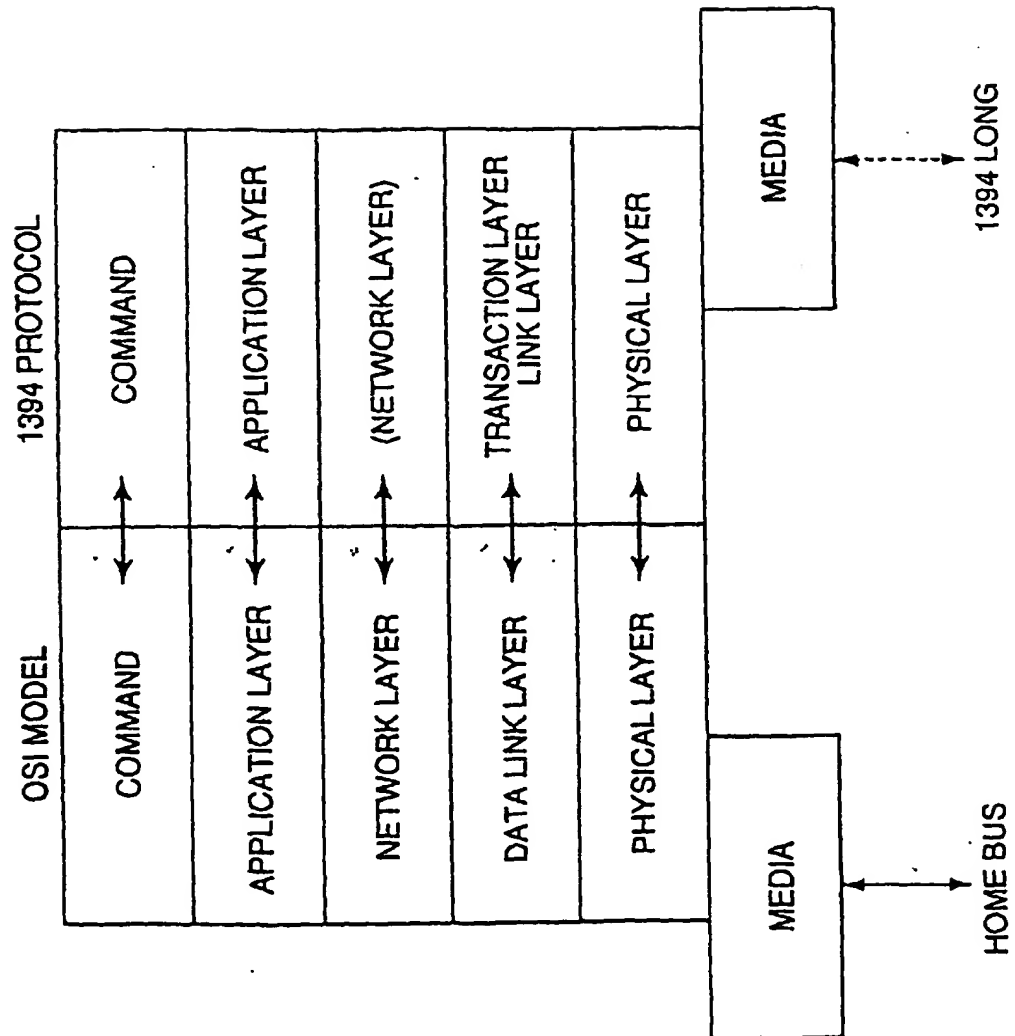 OSI MODEL
1394 PROTOCOL
COMMAND
COMMAND
APPLICATION LAYER
APPLICATION LAYER
NETWORK LAYER
(NETWORK LAYER)
DATA LINK LAYER
TRANSACTION LAYER
LINK LAYER
PHYSICAL LAYER
PHYSICAL LAYER
MEDIA
MEDIA
HOME BUS
1394 LONG